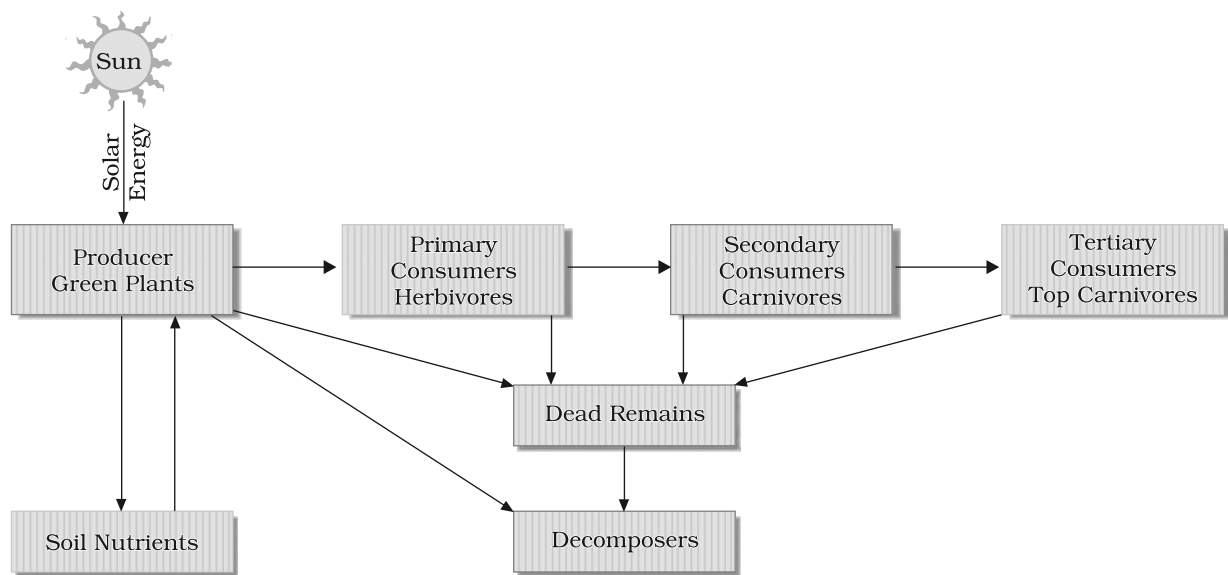 Sun
Solar
Energy
Producer
Green Plants
Primary
Consumers
Herbivores
Secondary
Consumers
Carnivores
Tertiary
Consumers
Top Carnivores
Dead Remains
Soil Nutrients
Decomposers